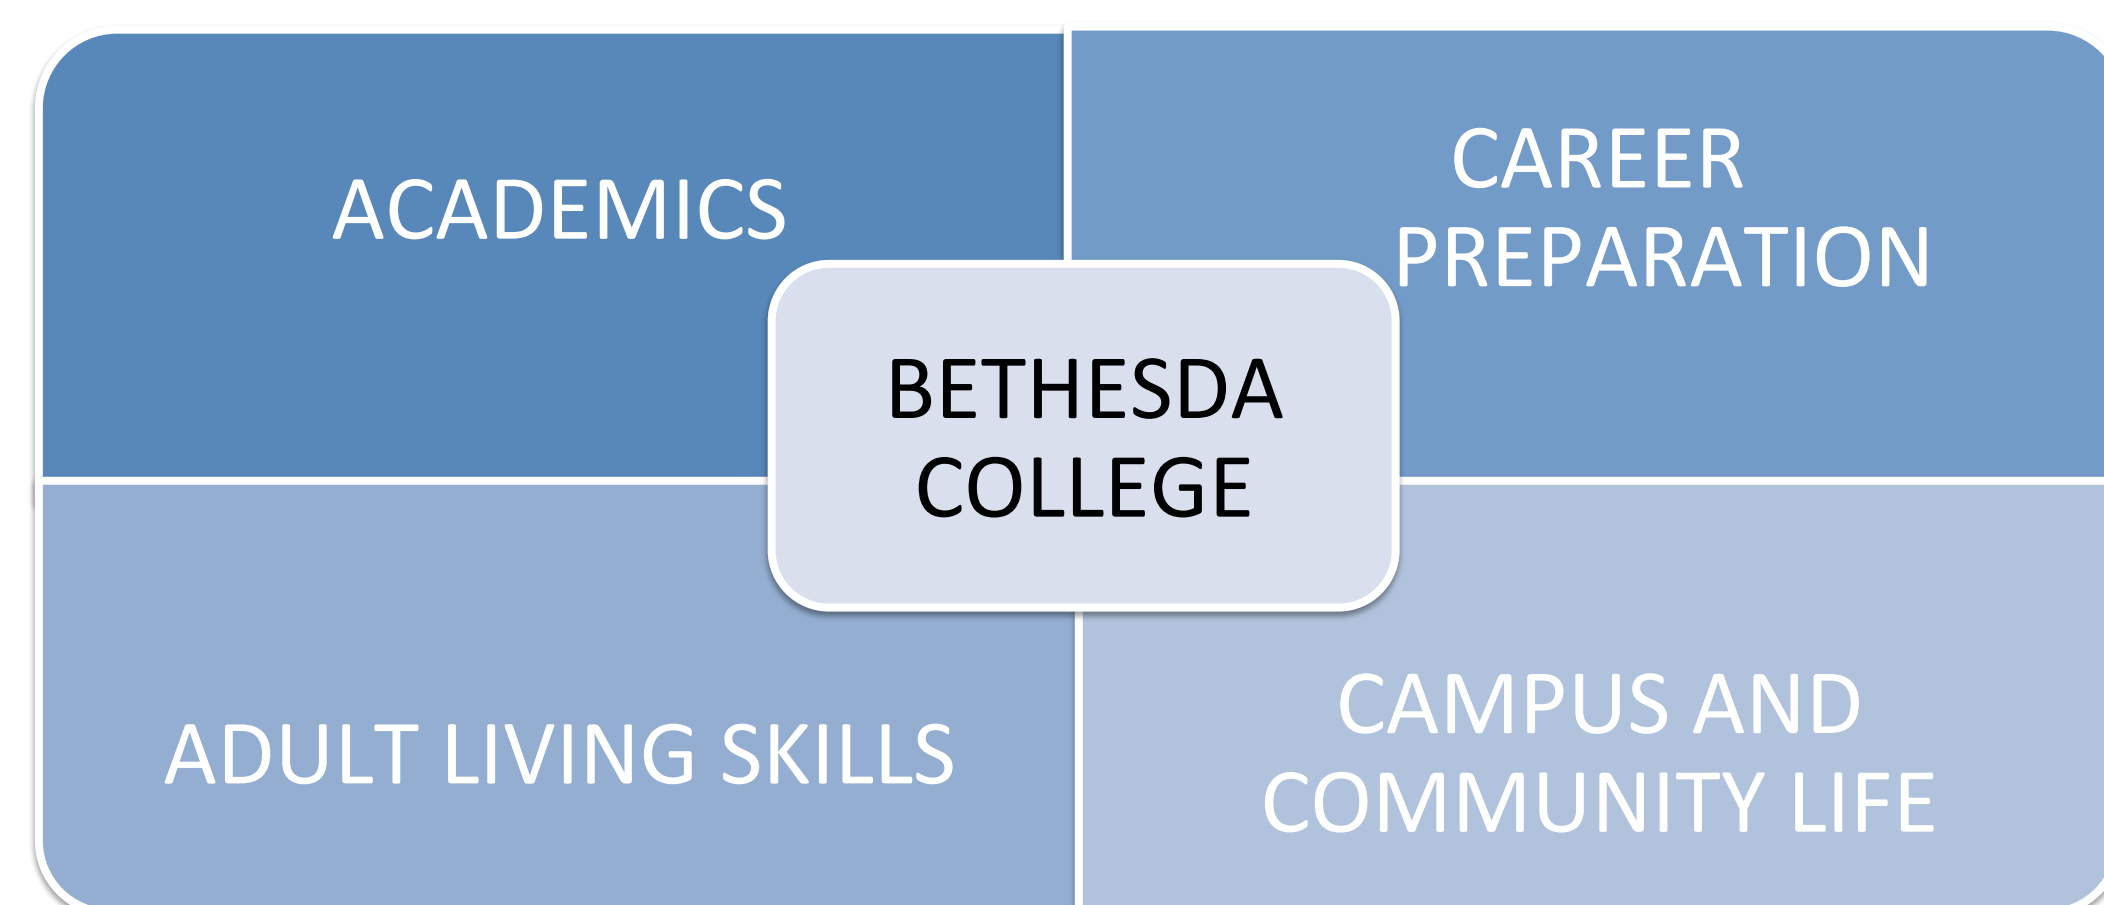 ACADEMICS
CAREER
PREPARATION
BETHESDA
COLLEGE
ADULT LIVING SKILLS
CAMPUS AND
COMMUNITY LIFE